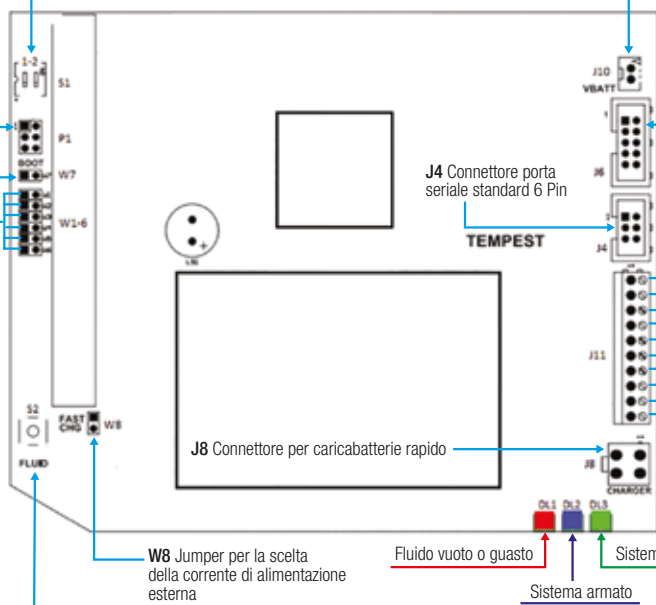 1-2
S1
J10
VBATT
P1
BOOT
W7
W1-6
J6
J4 Connettore porta
seriale standard 6 Pin
TEMPEST
J4
J11
S2
FLUID
FAST
CHG
W8
J8 Connettore per caricabatterie rapido
J8
CHARGER
DL1 DL2 DL3
W8 Jumper per la scelta
della corrente di alimentazione
esterna
Fluido vuoto o guasto
Sistem
Sistema armato